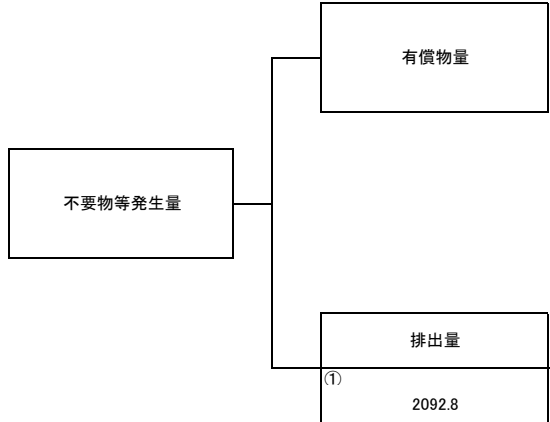 有償物量
不要物等発生量
排出量
①
2092.8